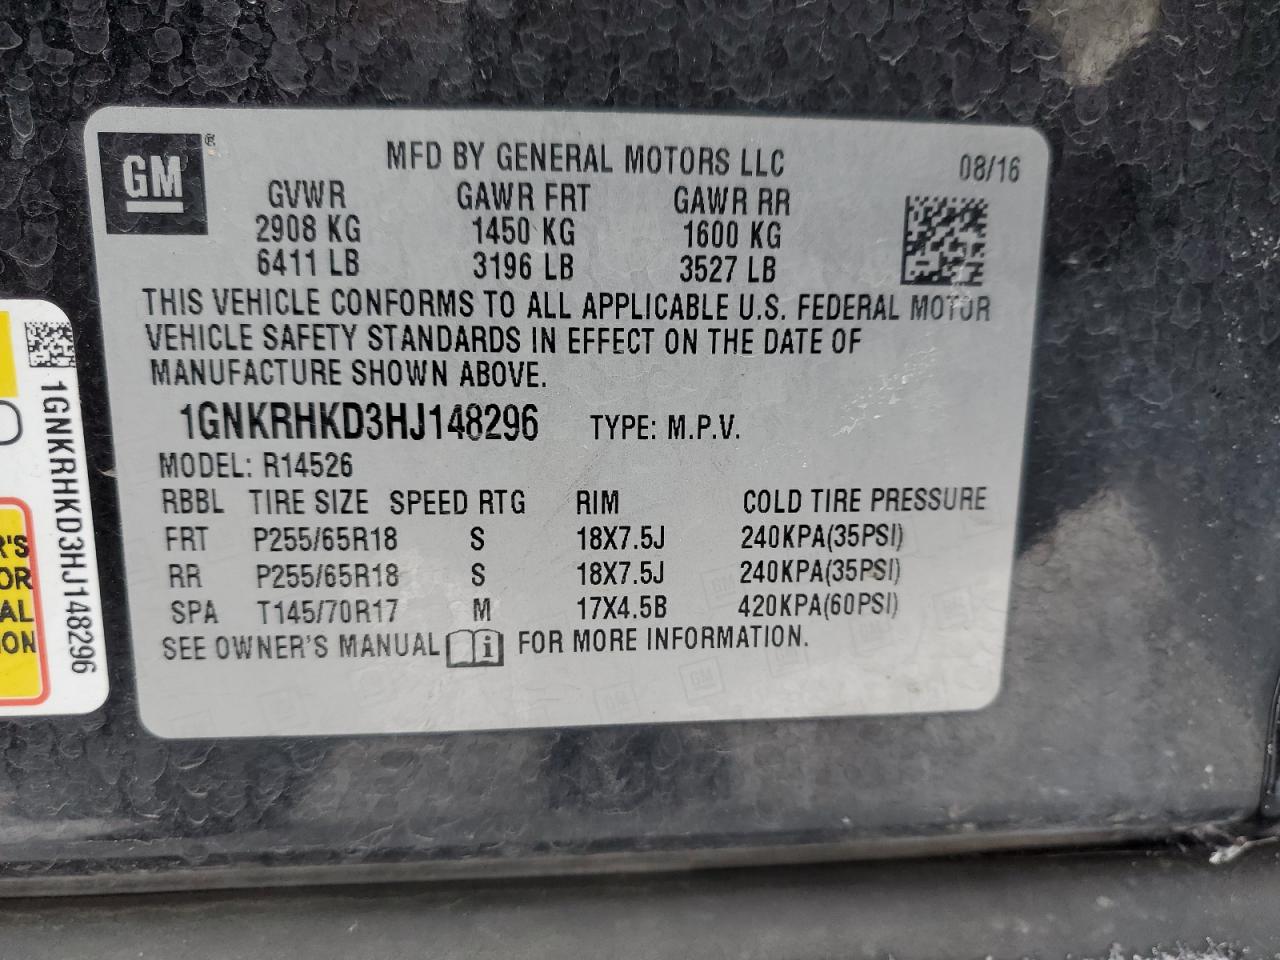 GM ®
MFD BY GENERAL MOTORS LLC 08/16
GVWR GAWR FRT GAWR RR
2908 KG 1450 KG 1600 KG
6411 LB 3196 LB 3527 LB
THIS VEHICLE CONFORMS TO ALL APPLICABLE U.S. FEDERAL MOTOR
VEHICLE SAFETY STANDARDS IN EFFECT ON THE DATE OF
MANUFACTURE SHOWN ABOVE.
1GNKRHKD3HJ148296 TYPE: M.P.V.
MODEL: R14526
RBBL TIRE SIZE SPEED RTG RIM COLD TIRE PRESSURE
FRT P255/65R18 S 18X7.5J 240KPA(35PSI)
RR P255/65R18 S 18X7.5J 240KPA(35PSI)
SPA T145/70R17 M 17X4.5B 420KPA(60PSI)
SEE OWNER'S MANUAL FOR MORE INFORMATION.
1GNKRHKD3HJ148296
R'S
OR
AL
ON